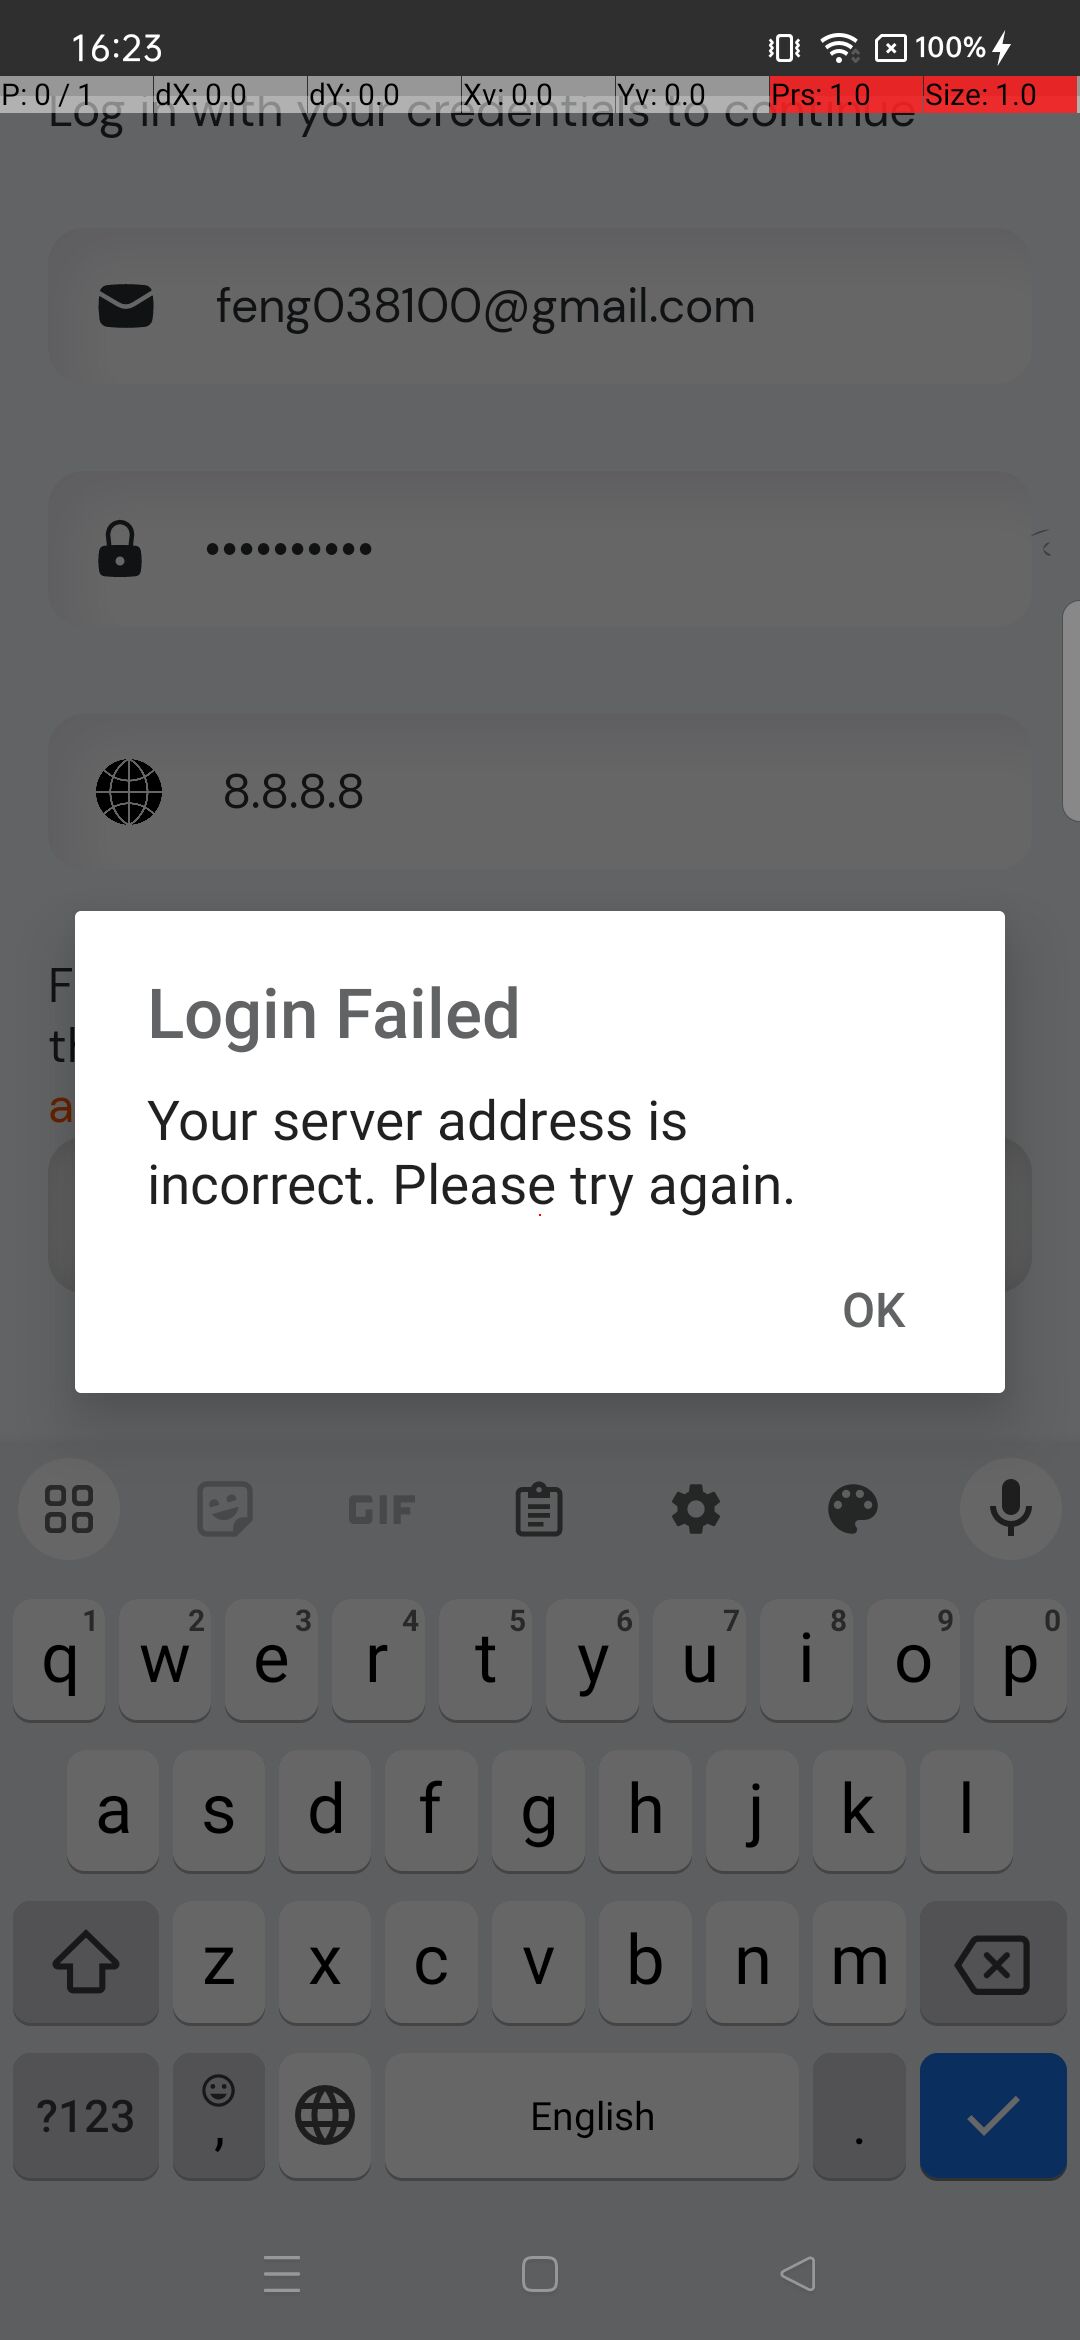 16:23
100%
P: 0 / 1 dX: 0.0 dY: 0.0 Xv: 0.0 Yv: 0.0 Prs: 1.0 Size: 1.0
Log in with your credentials to continue
feng038100@gmail.com
••••••••••
8.8.8.8
Login Failed
Your server address is
incorrect. Please try again.
OK
GIF
1 2 3 4 5 6 7 8 9 0
q w e r t y u i o p
a s d f g h j k l
z x c v b n m
?123 , English .